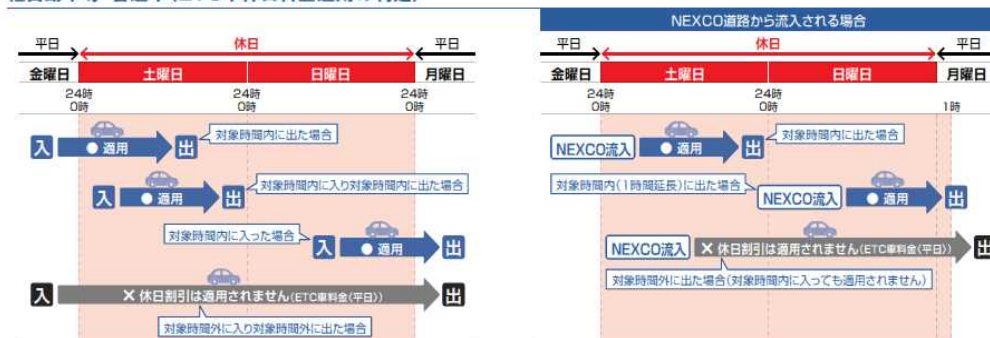 NEXCO道路から流入される場合
平日 休日 平日
金曜日 土曜日 日曜日 月曜日
24時 24時 24時
0時 0時 0時
入 ● 適用 出 対象時間内に出た場合
入 ● 適用 出 対象時間内に入り対象時間内に出た場合
対象時間内に入った場合 入 ● 適用 出
入 × 休日割引は適用されません(ETC車料金(平日)) 出
対象時間外に入り対象時間外に出た場合
平日 休日 平日
金曜日 土曜日 日曜日 月曜日
24時 24時
0時 0時 1時
NEXCO流入 ● 適用 出 対象時間内に出た場合
対象時間内(1時間延長)に出た場合 NEXCO流入 ● 適用 出
NEXCO流入 × 休日割引は適用されません(ETC車料金(平日)) 出
対象時間外に出た場合(対象時間内に入っても適用されません)